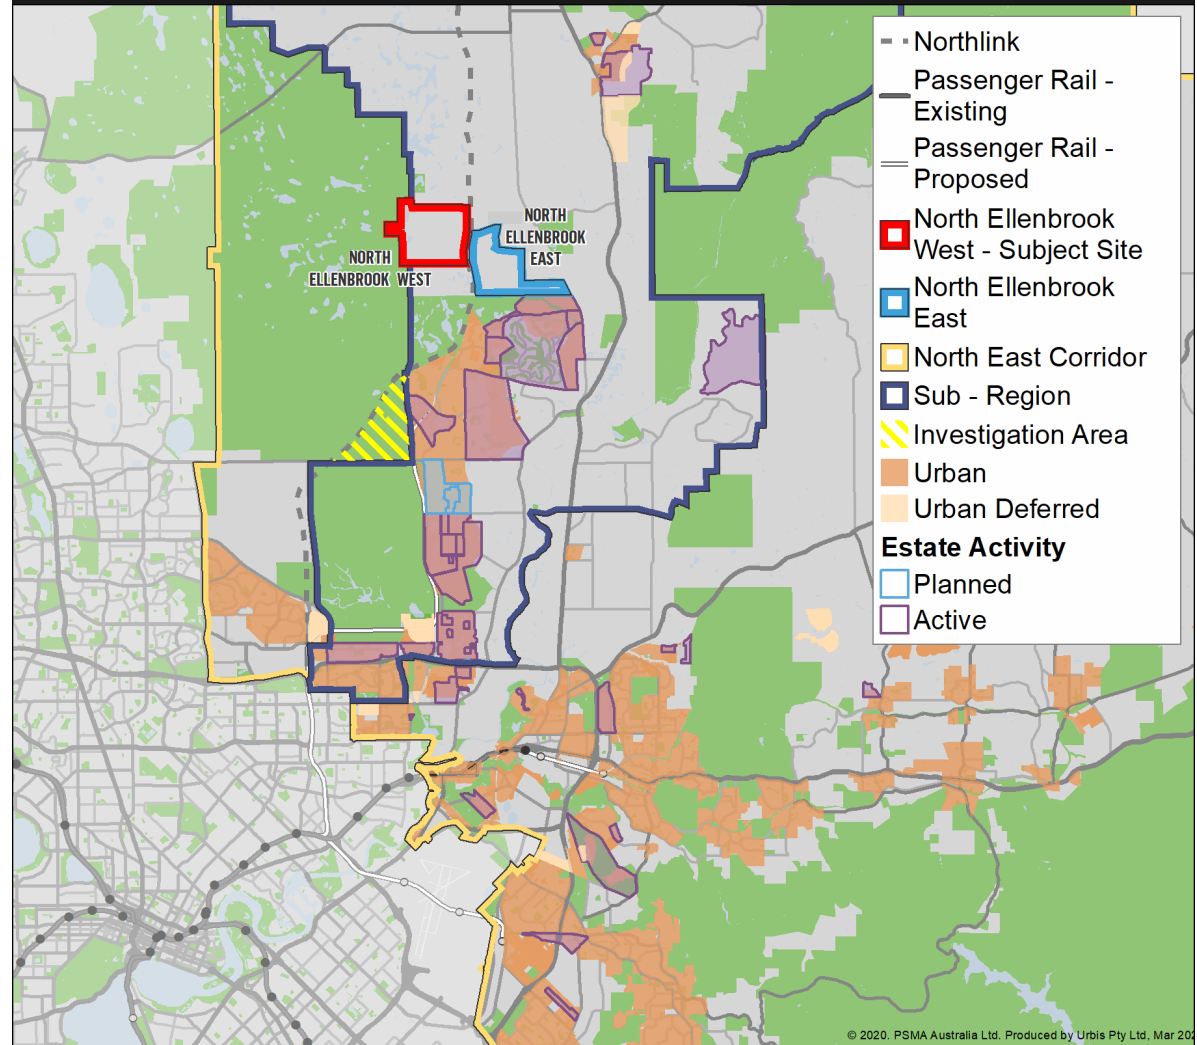 Northlink
Passenger Rail -
Existing
Passenger Rail -
Proposed
North Ellenbrook
West - Subject Site
North Ellenbrook
East
North East Corridor
Sub - Region
Investigation Area
Urban
Urban Deferred
Estate Activity
Planned
Active
NORTH
ELLENBROOK
EAST
NORTH
ELLENBROOK WEST
© 2020. PSMA Australia Ltd. Produced by Urbis Pty Ltd, Mar